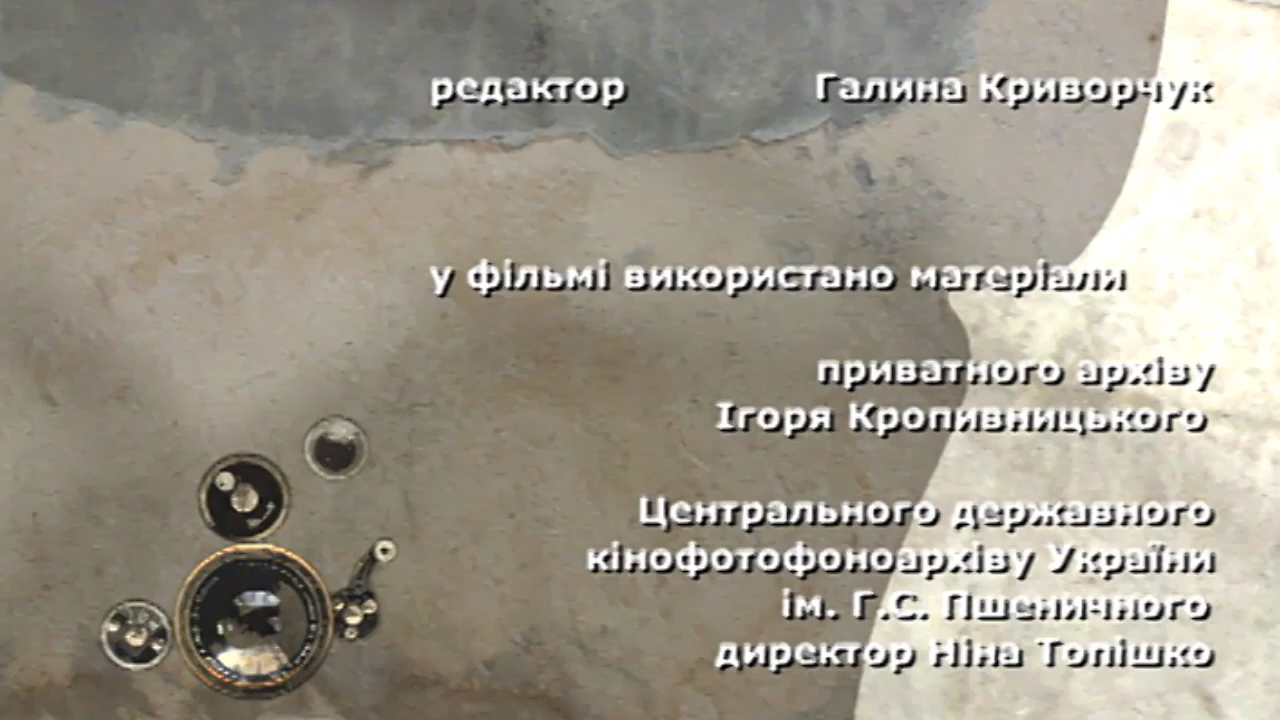 редактор Галина Криворчук
у фільмі використано матеріали
приватного архіву
Ігоря Кропивницького
Центрального державного
кінофотофоноархіву України
ім. Г.С. Пшеничного
директор Ніна Топішко